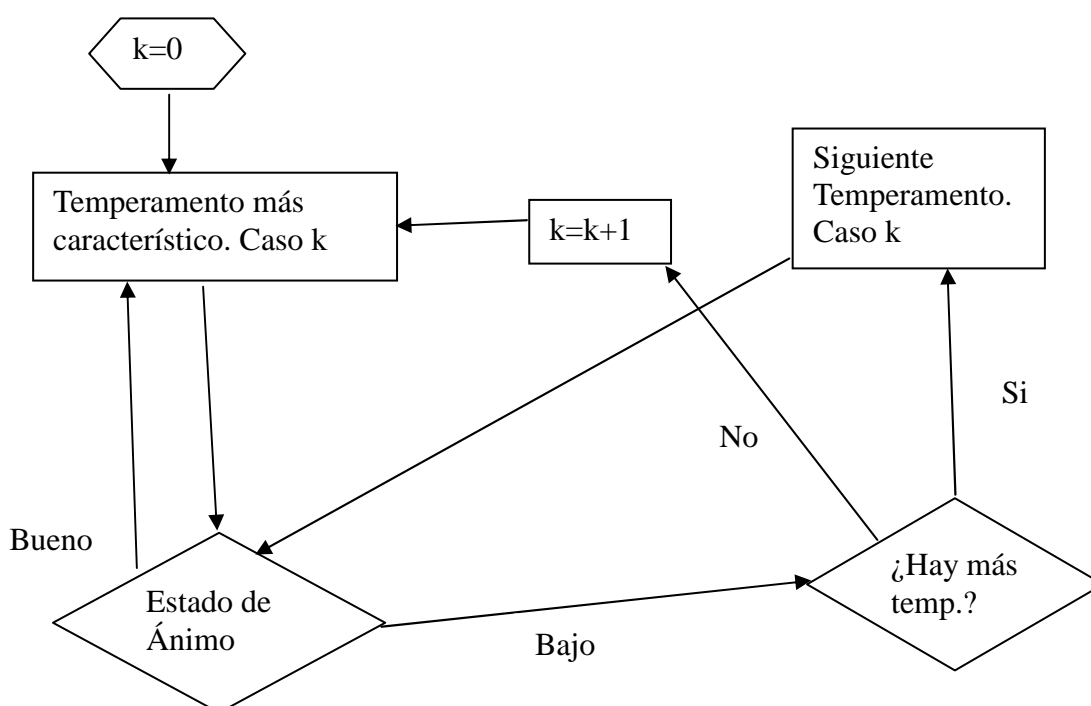 k=0
Temperamento más
característico. Caso k
k=k+1
Siguiente
Temperamento.
Caso k
Si
No
Bueno
Estado de
Ánimo
Bajo
¿Hay más
temp.?